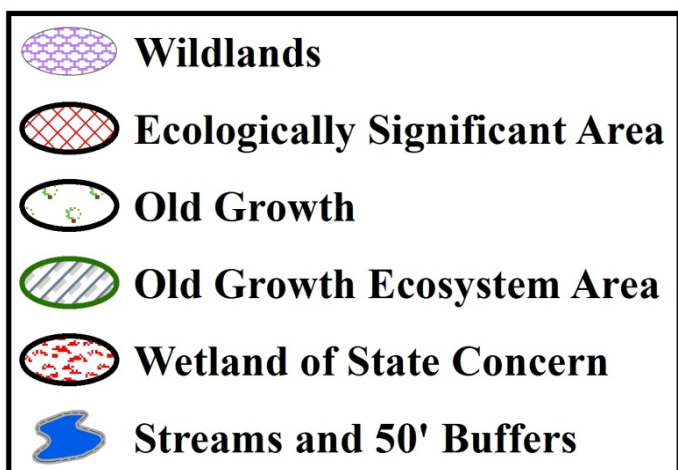 Wildlands
Ecologically Significant Area
Old Growth
Old Growth Ecosystem Area
Wetland of State Concern
Streams and 50' Buffers